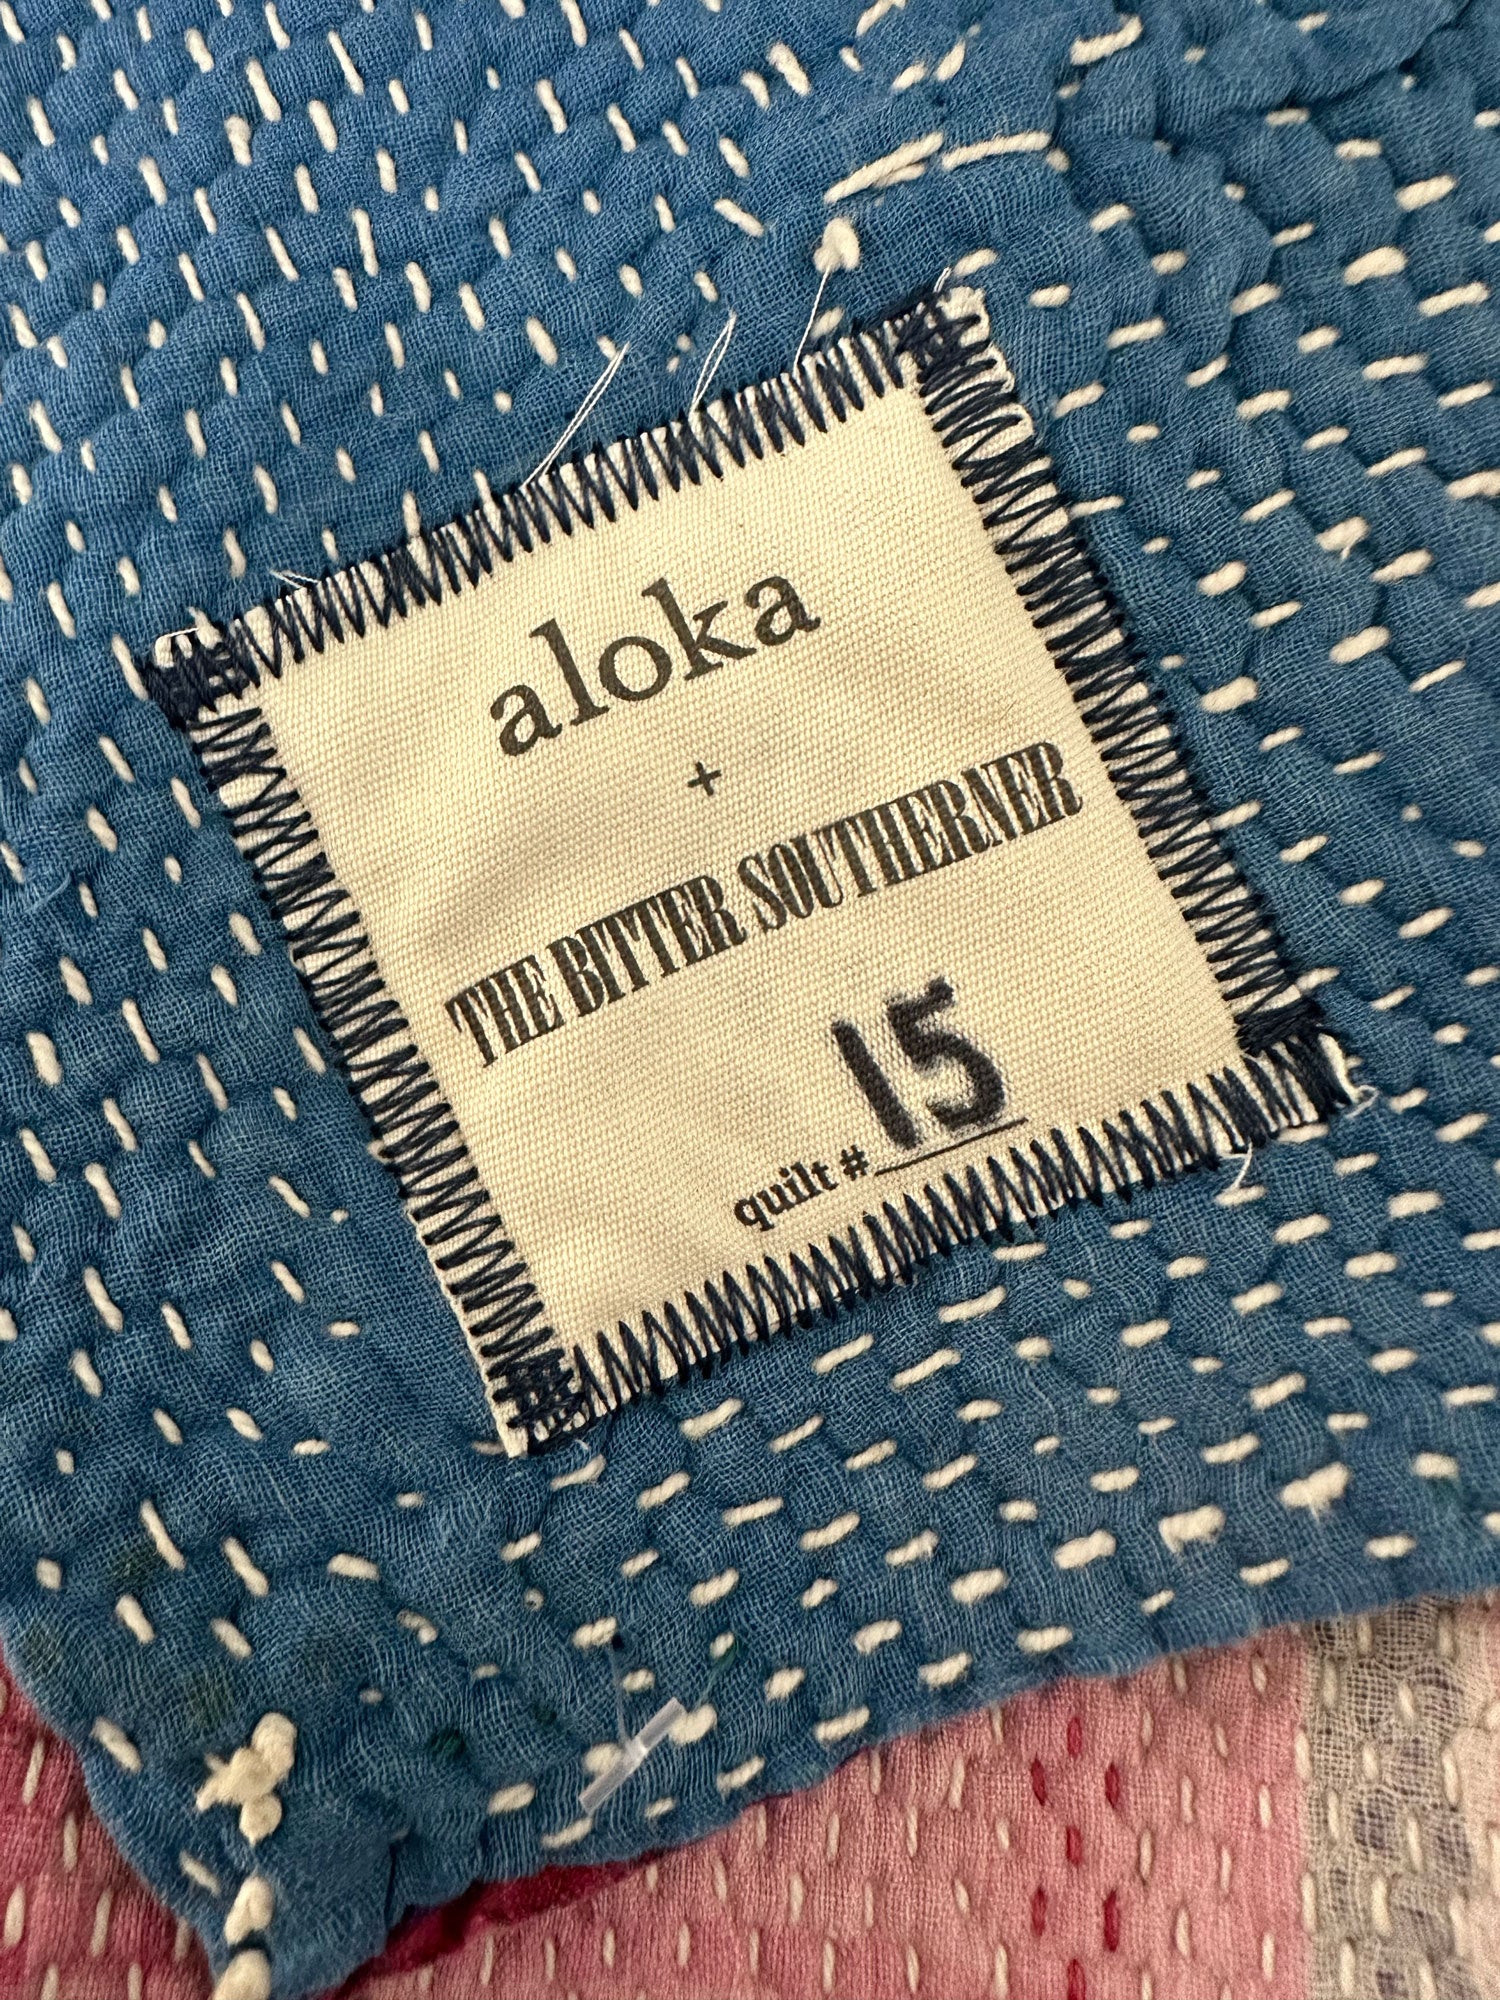 aloka
+
THE BITTER SOUTHERNER
quilt # 15